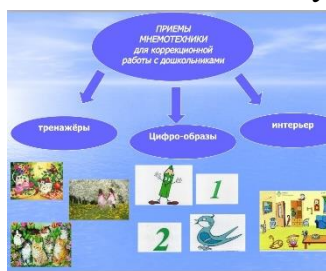 ПРИЕМЫ
МНЕМОТЕХНИКИ
для коррекционной
работы с дошкольниками
тренажёры
Цифро-образы
интерьер
1
2